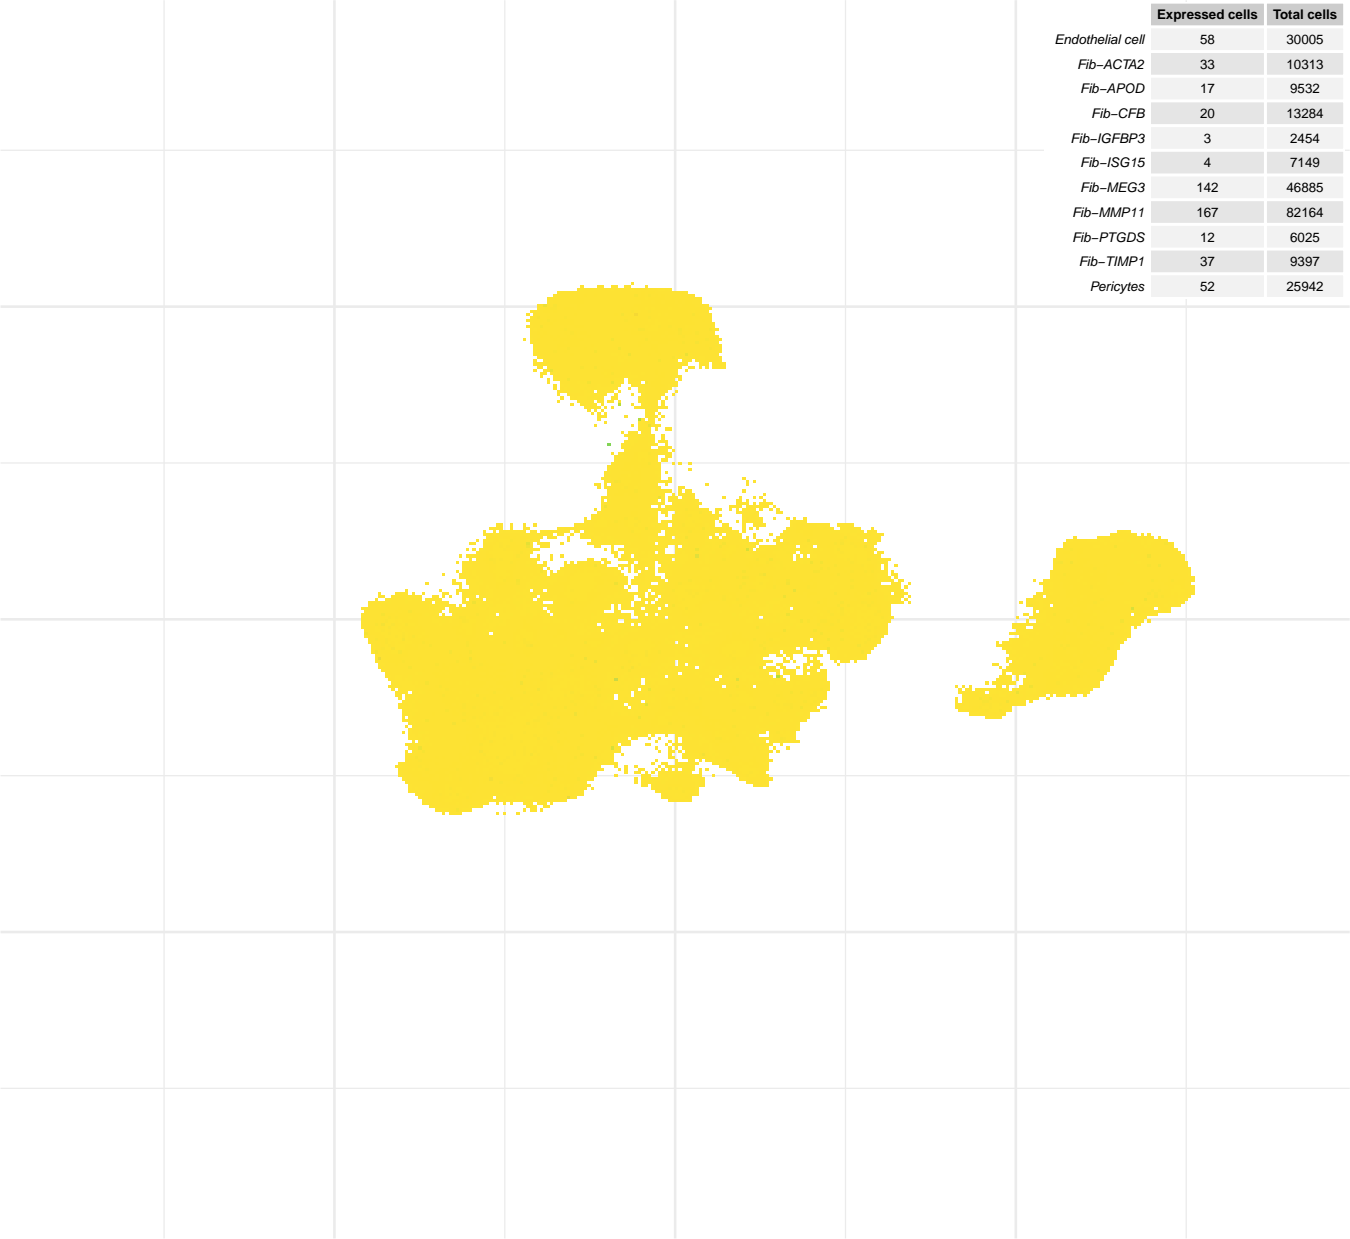 Expressed cells Total cells
Endothelial cell 58 30005
Fib−ACTA2 33 10313
Fib−APOD 17 9532
Fib−CFB 20 13284
Fib−IGFBP3 3 2454
Fib−ISG15 4 7149
Fib−MEG3 142 46885
Fib−MMP11 167 82164
Fib−PTGDS 12 6025
Fib−TIMP1 37 9397
Pericytes 52 25942